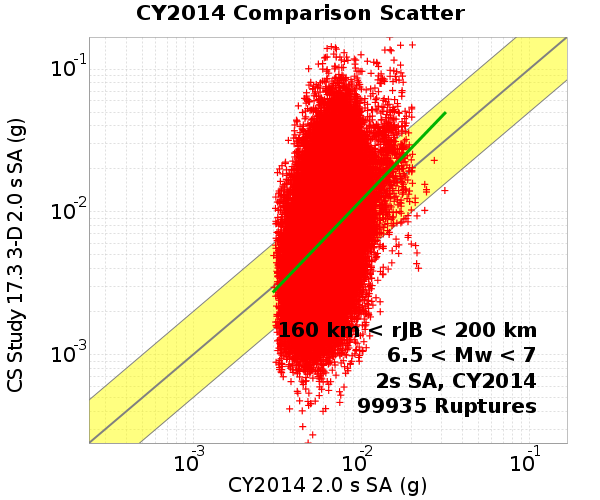 CY2014 Comparison Scatter
CS Study 17.3 3-D 2.0 s SA (g)
10-1
10-2
10-3
160 km < rJB < 200 km
6.5 < Mw < 7
2s SA, CY2014
99935 Ruptures
10-3 10-2 10-1
CY2014 2.0 s SA (g)